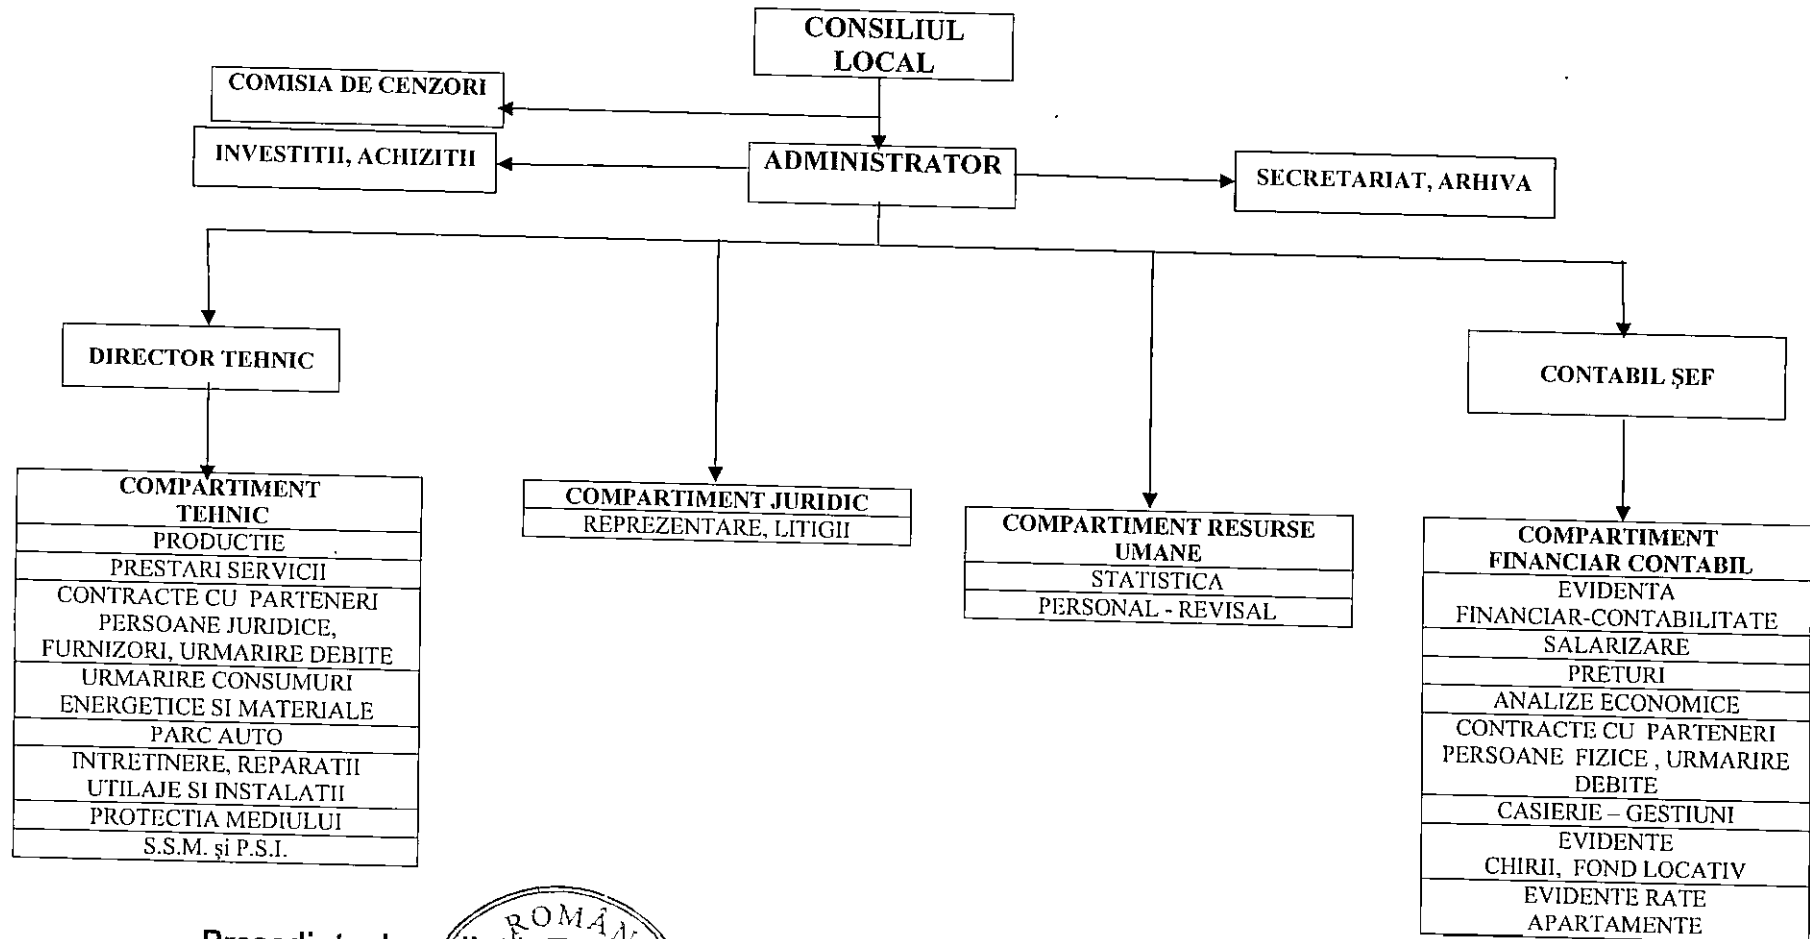 CONSILIUL
LOCAL
COMISIA DE CENZORI
INVESTITII, ACHIZITII
ADMINISTRATOR
SECRETARIAT, ARHIVA
DIRECTOR TEHNIC
CONTABIL ŞEF
COMPARTIMENT
TEHNIC
PRODUCTIE
PRESTARI SERVICII
CONTRACTE CU PARTENERI
PERSOANE JURIDICE,
FURNIZORI, URMARIRE DEBITE
URMARIRE CONSUMURI
ENERGETICE SI MATERIALE
PARC AUTO
INTRETINERE, REPARATII
UTILAJE SI INSTALATII
PROTECTIA MEDIULUI
S.S.M. şi P.S.I.
COMPARTIMENT JURIDIC
REPREZENTARE, LITIGII
COMPARTIMENT RESURSE
UMANE
STATISTICA
PERSONAL - REVISAL
COMPARTIMENT
FINANCIAR CONTABIL
EVIDENTA
FINANCIAR-CONTABILITATE
SALARIZARE
PRETURI
ANALIZE ECONOMICE
CONTRACTE CU PARTENERI
PERSOANE FIZICE , URMARIRE
DEBITE
CASIERIE – GESTIUNI
EVIDENTE
CHIRII, FOND LOCATIV
EVIDENTE RATE
APARTAMENTE